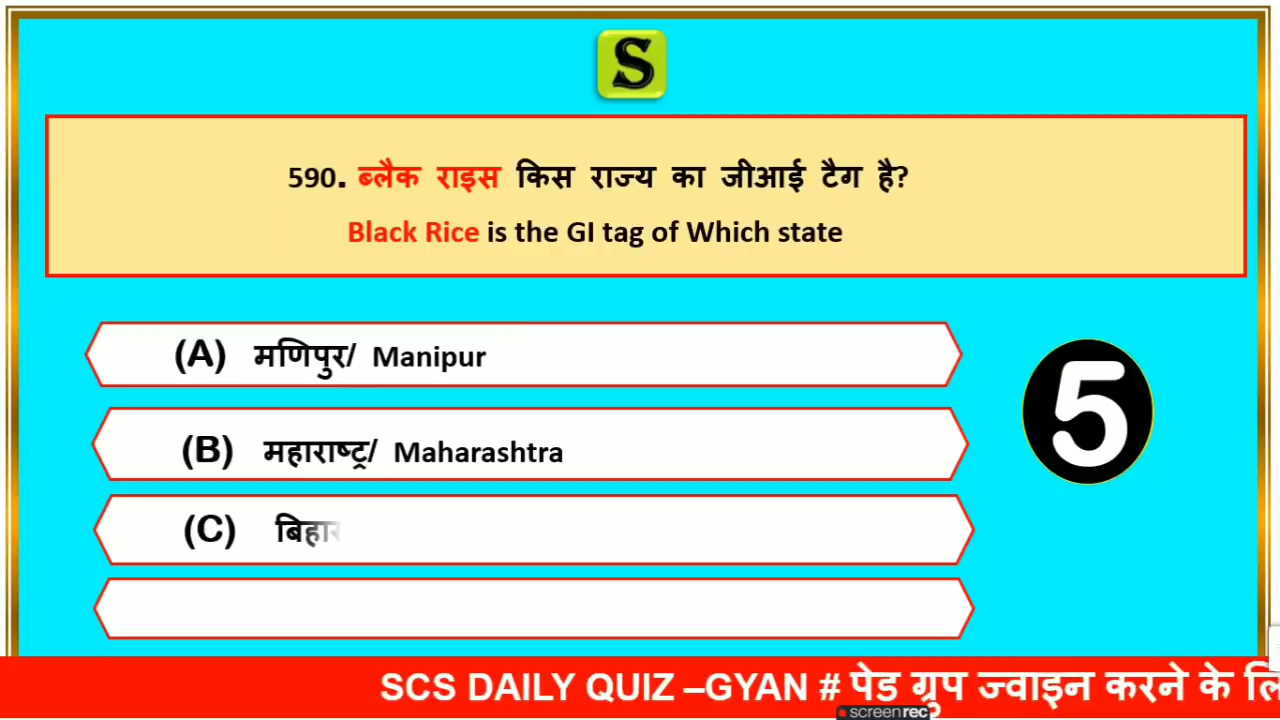 S
590. ब्लैक राइस किस राज्य का जीआई टैग है?
Black Rice is the GI tag of Which state
(A) मणिपुर/ Manipur
(B) महाराष्ट्र/ Maharashtra
(C) बिहार
5
SCS DAILY QUIZ –GYAN # पेड ग्रुप ज्वाइन करने के
screenrec